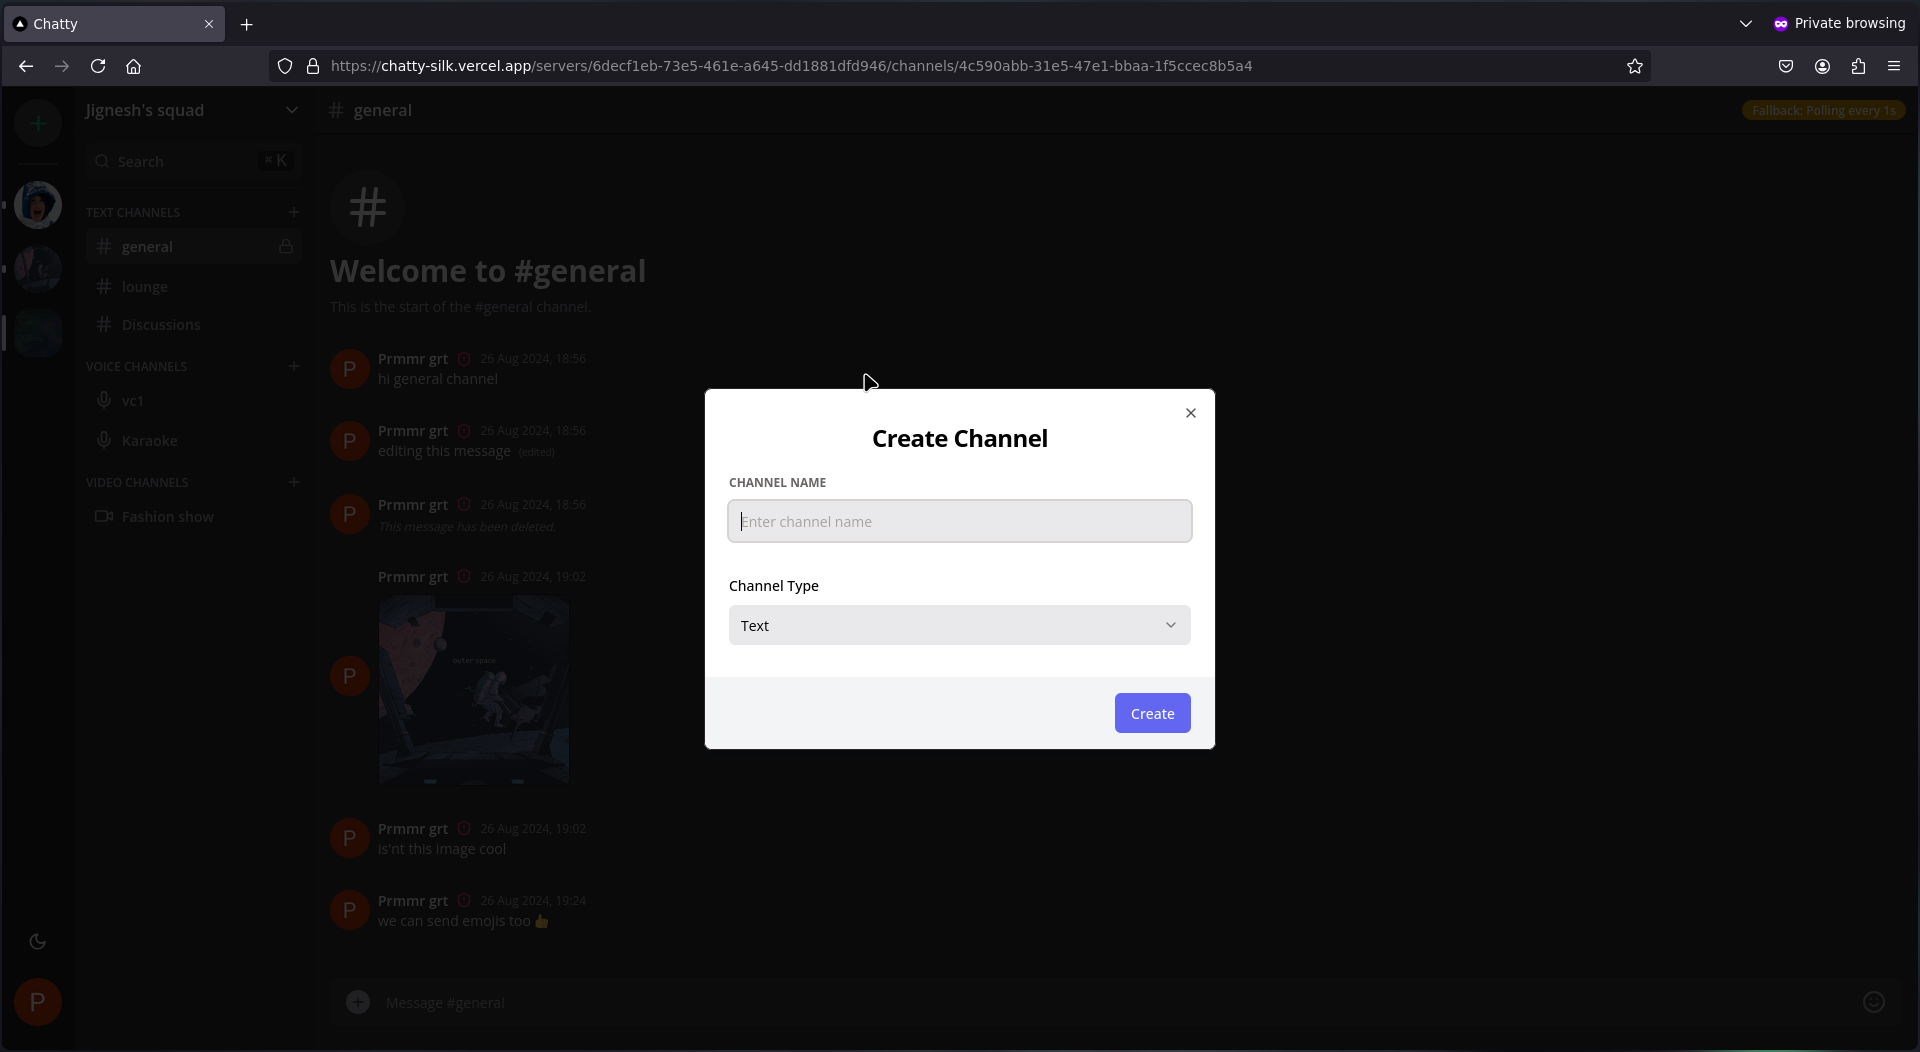 Chatty
Private browsing
https://chatty-silk.vercel.app/servers/6decf1eb-73e5-461e-a645-dd1881dfd946/channels/4c590abb-31e5-47e1-bbaa-1f5ccec8b5a4
Jignesh's squad
general
Fallback: Polling every 1s
Search
⌘ K
TEXT CHANNELS
general
lounge
Discussions
VOICE CHANNELS
vc1
Karaoke
VIDEO CHANNELS
Fashion show
#
Welcome to #general
This is the start of the #general channel.
P
Prmmr grt 26 Aug 2024, 18:56
hi general channel
P
Prmmr grt 26 Aug 2024, 18:56
editing this message (edited)
P
Prmmr grt 26 Aug 2024, 18:56
This message has been deleted.
P
Prmmr grt 26 Aug 2024, 19:02
outer space
P
Prmmr grt 26 Aug 2024, 19:02
is'nt this image cool
P
Prmmr grt 26 Aug 2024, 19:24
we can send emojis too 👍
Message #general
P
Create Channel
CHANNEL NAME
Enter channel name
Channel Type
Text
Create